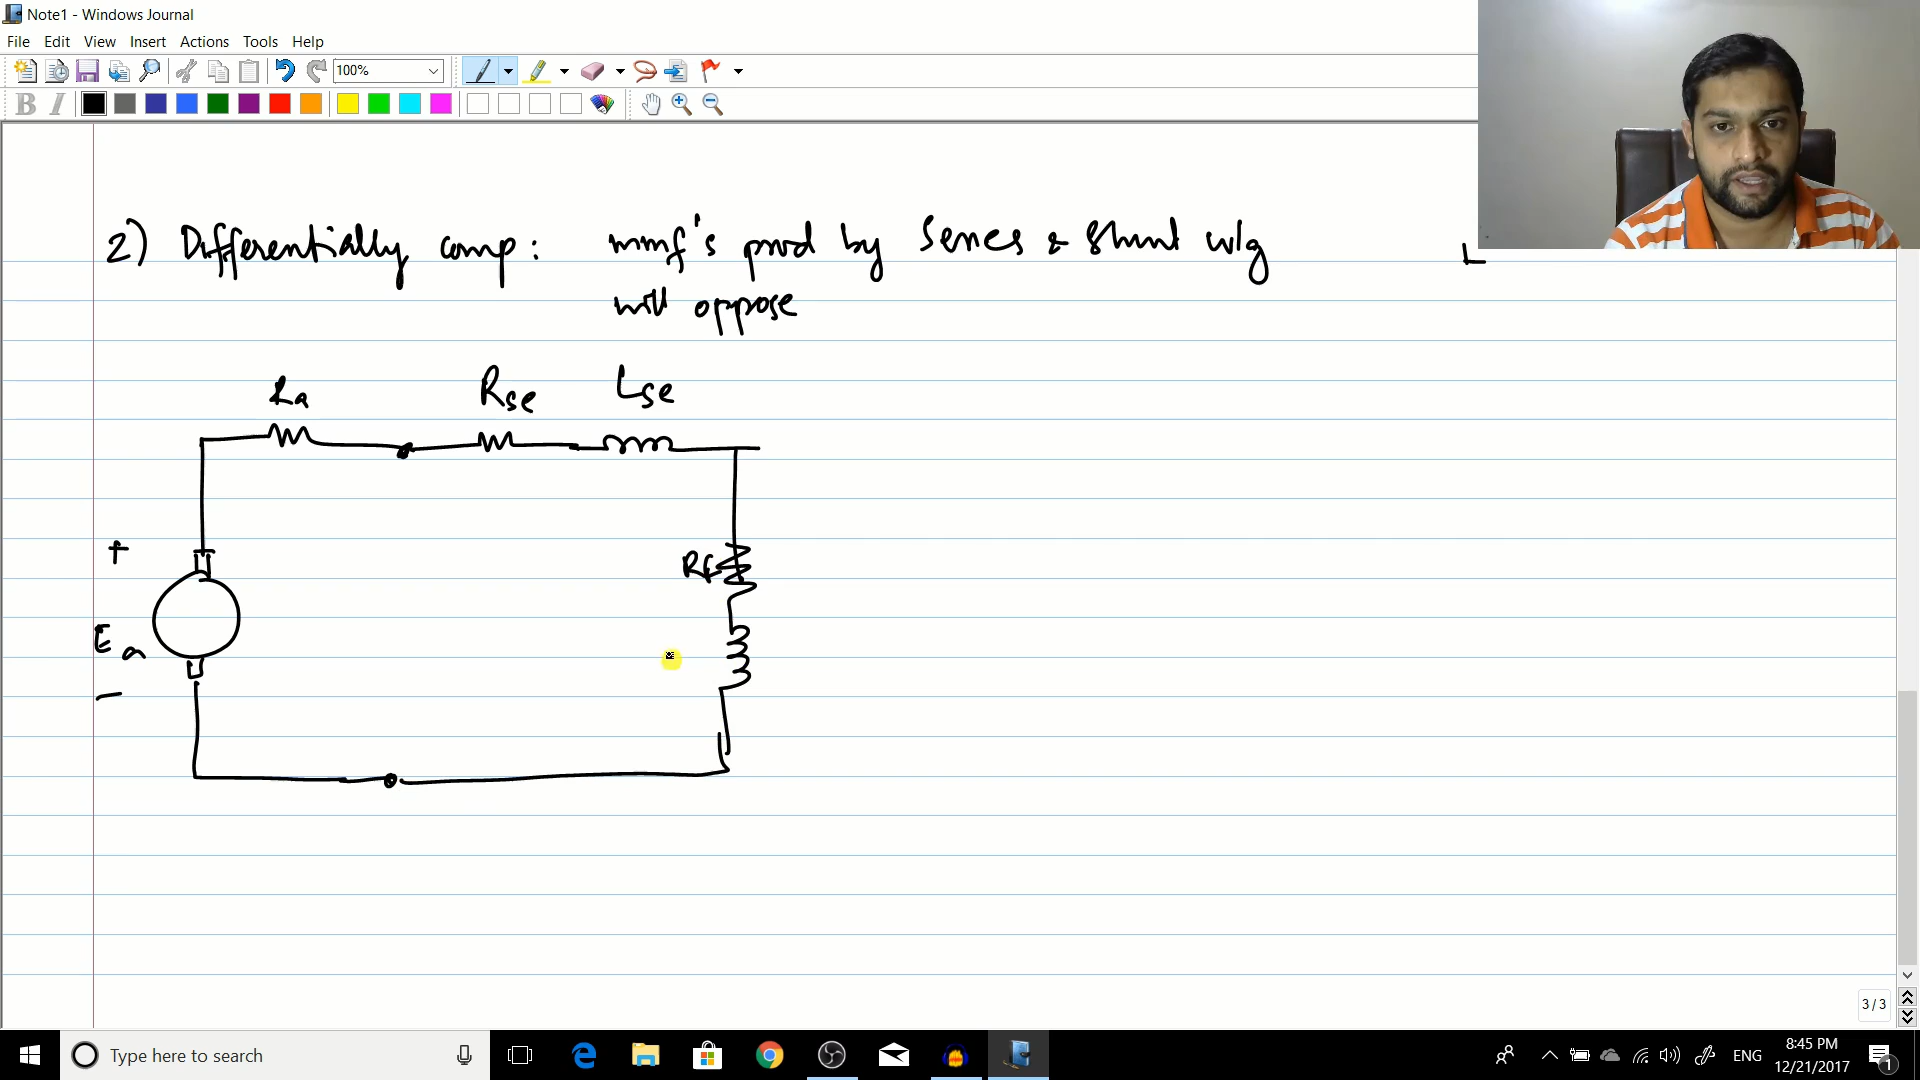 Note1 - Windows Journal
File Edit View Insert Actions Tools Help
100%
B I
2) Differentially comp: mmf's prod by Series & Shunt wdg
will oppose
Ra Rse Lse
+
Rf
Ea
-
3 / 3
Type here to search
ENG
8:45 PM
12/21/2017
1